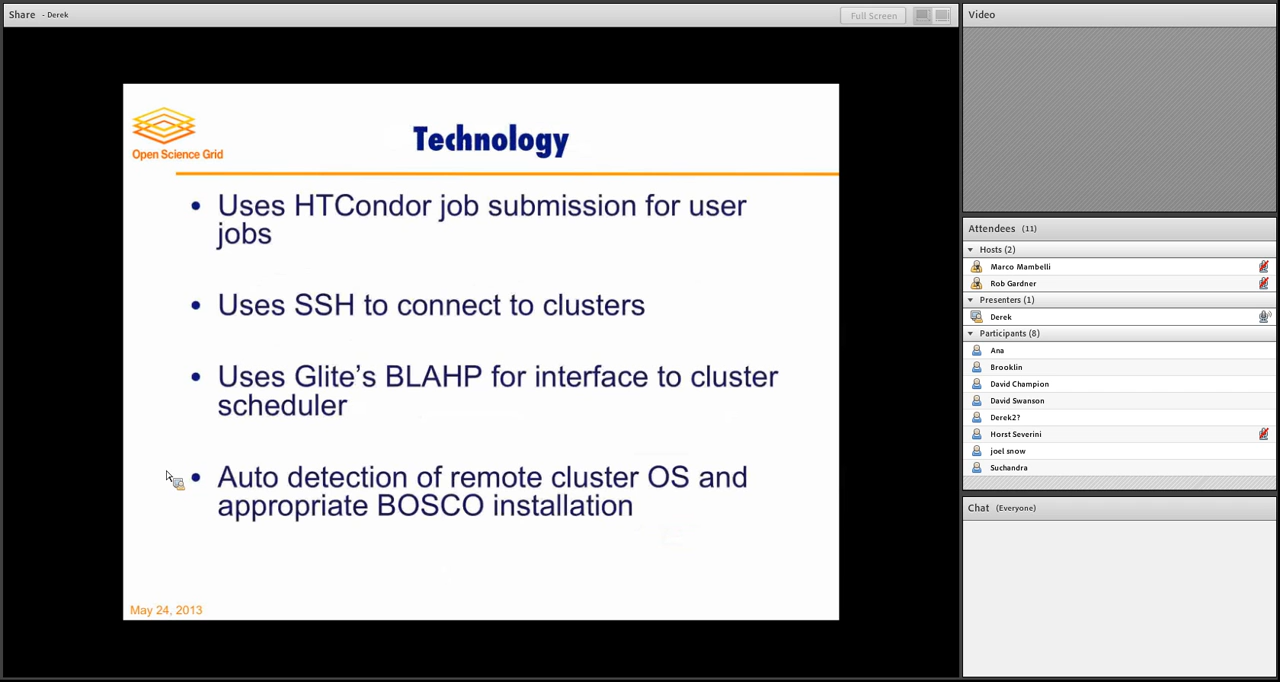 Share - Derek
Full Screen
Open Science Grid
Technology
• Uses HTCondor job submission for user
jobs
• Uses SSH to connect to clusters
• Uses Glite's BLAHP for interface to cluster
scheduler
• Auto detection of remote cluster OS and
appropriate BOSCO installation
May 24, 2013
Video
Attendees (11)
Hosts (2)
Marco Mambelli
Rob Gardner
Presenters (1)
Derek
Participants (8)
Ana
Brooklin
David Champion
David Swanson
Derek2?
Horst Severini
joel snow
Suchandra
Chat (Everyone)